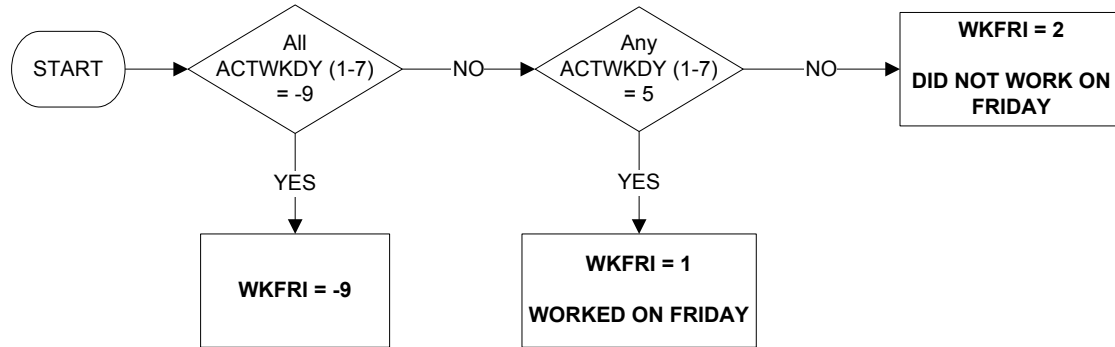 START
All
ACTWKDY (1-7)
= -9
NO
Any
ACTWKDY (1-7)
= 5
NO
WKFRI = 2
DID NOT WORK ON
FRIDAY
YES
YES
WKFRI = -9
WKFRI = 1
WORKED ON FRIDAY